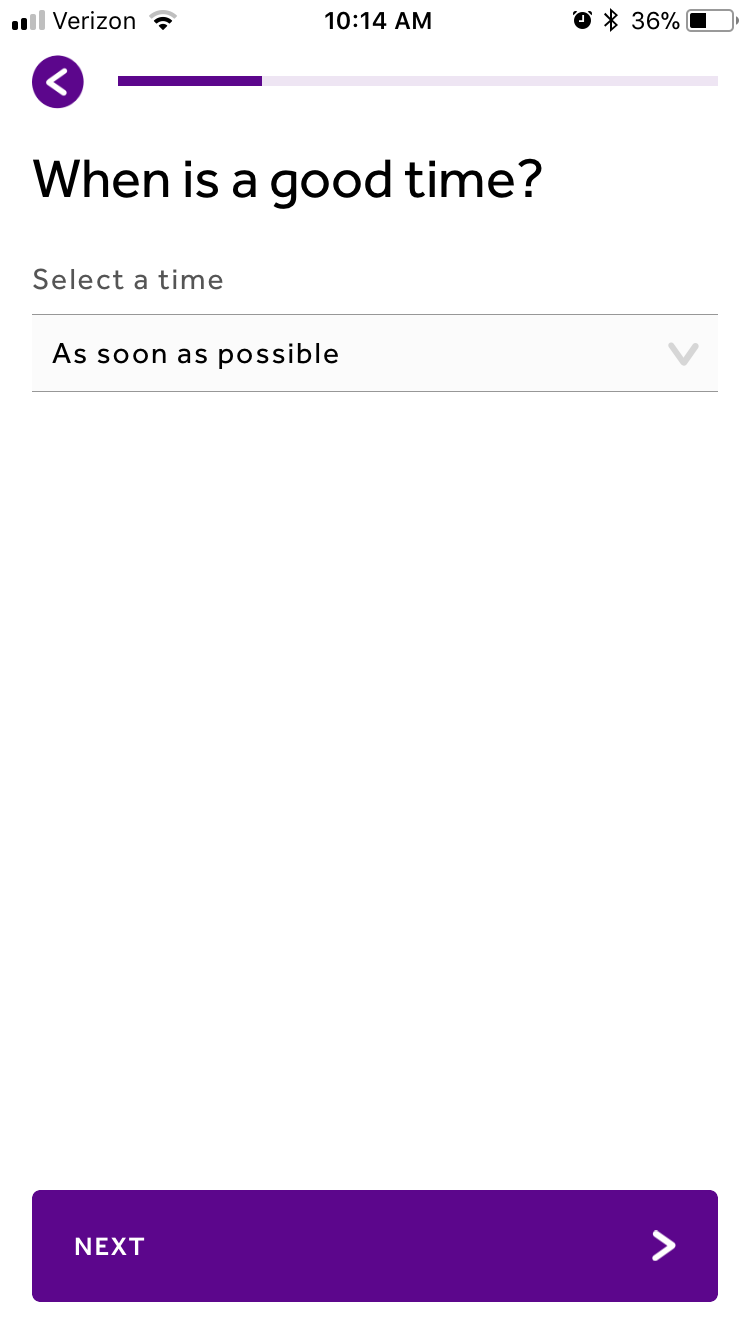 Verizon 10:14 AM 36%
When is a good time?
Select a time
As soon as possible
NEXT